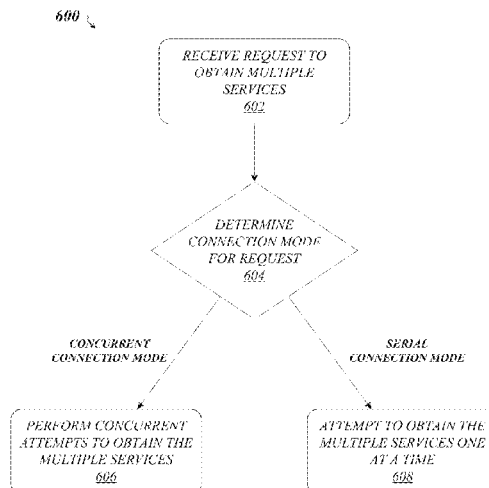 600
RECEIVE REQUEST TO
OBTAIN MULTIPLE
SERVICES
602
DETERMINE
CONNECTION MODE
FOR REQUEST
604
CONCURRENT
CONNECTION MODE
SERIAL
CONNECTION MODE
PERFORM CONCURRENT
ATTEMPTS TO OBTAIN THE
MULTIPLE SERVICES
606
ATTEMPT TO OBTAIN THE
MULTIPLE SERVICES ONE
AT A TIME
608